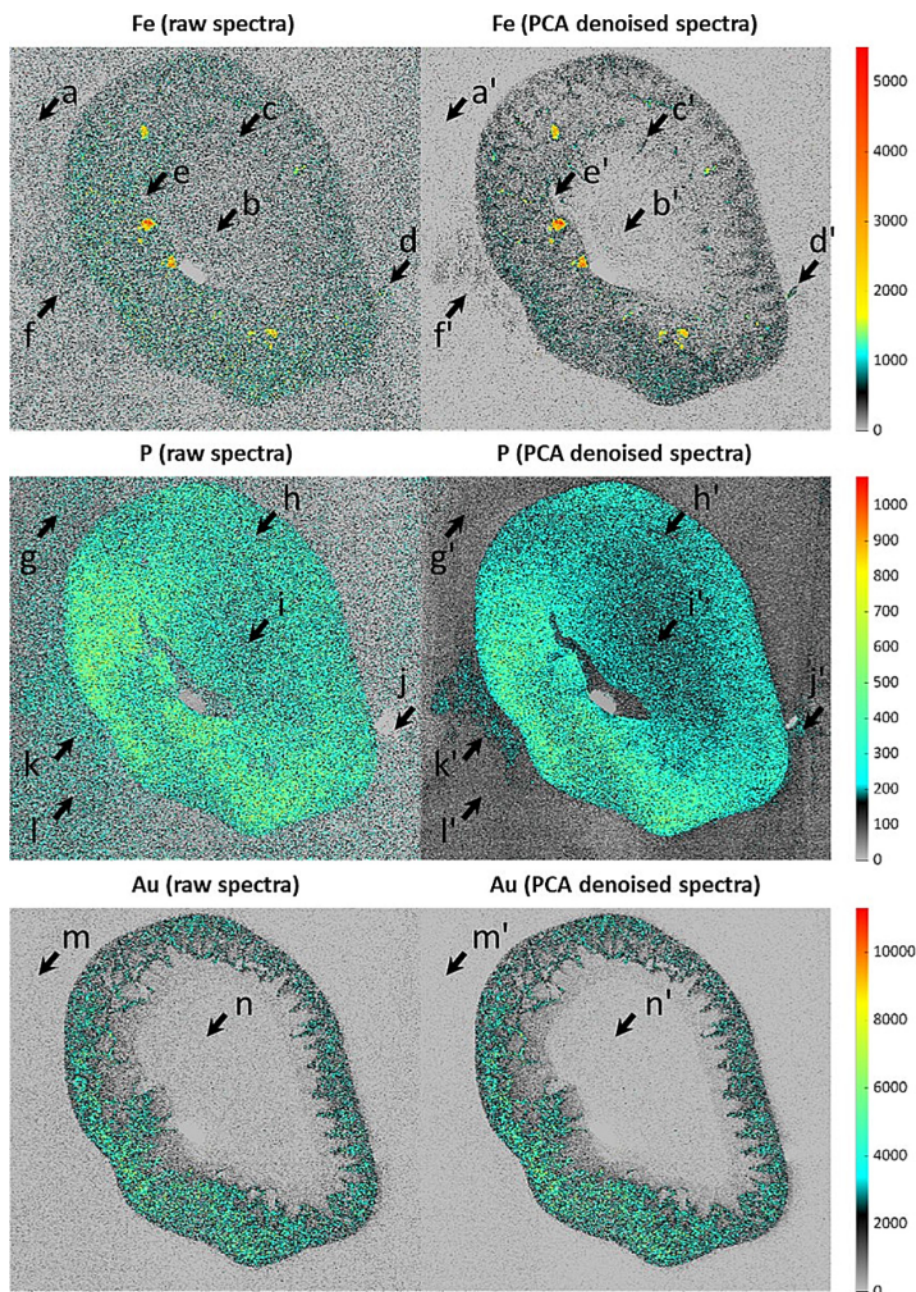 Fe (raw spectra) Fe (PCA denoised spectra)
a c a' c' 5000
e b e' b' 4000
d d' 3000
f f' 2000
1000
0
P (raw spectra) P (PCA denoised spectra)
h h' 1000
g g' 900
800
700
i i' 600
500
j j' 400
k k' 300
200
l l' 100
0
Au (raw spectra) Au (PCA denoised spectra)
m m' 10000
n n' 8000
6000
4000
2000
0